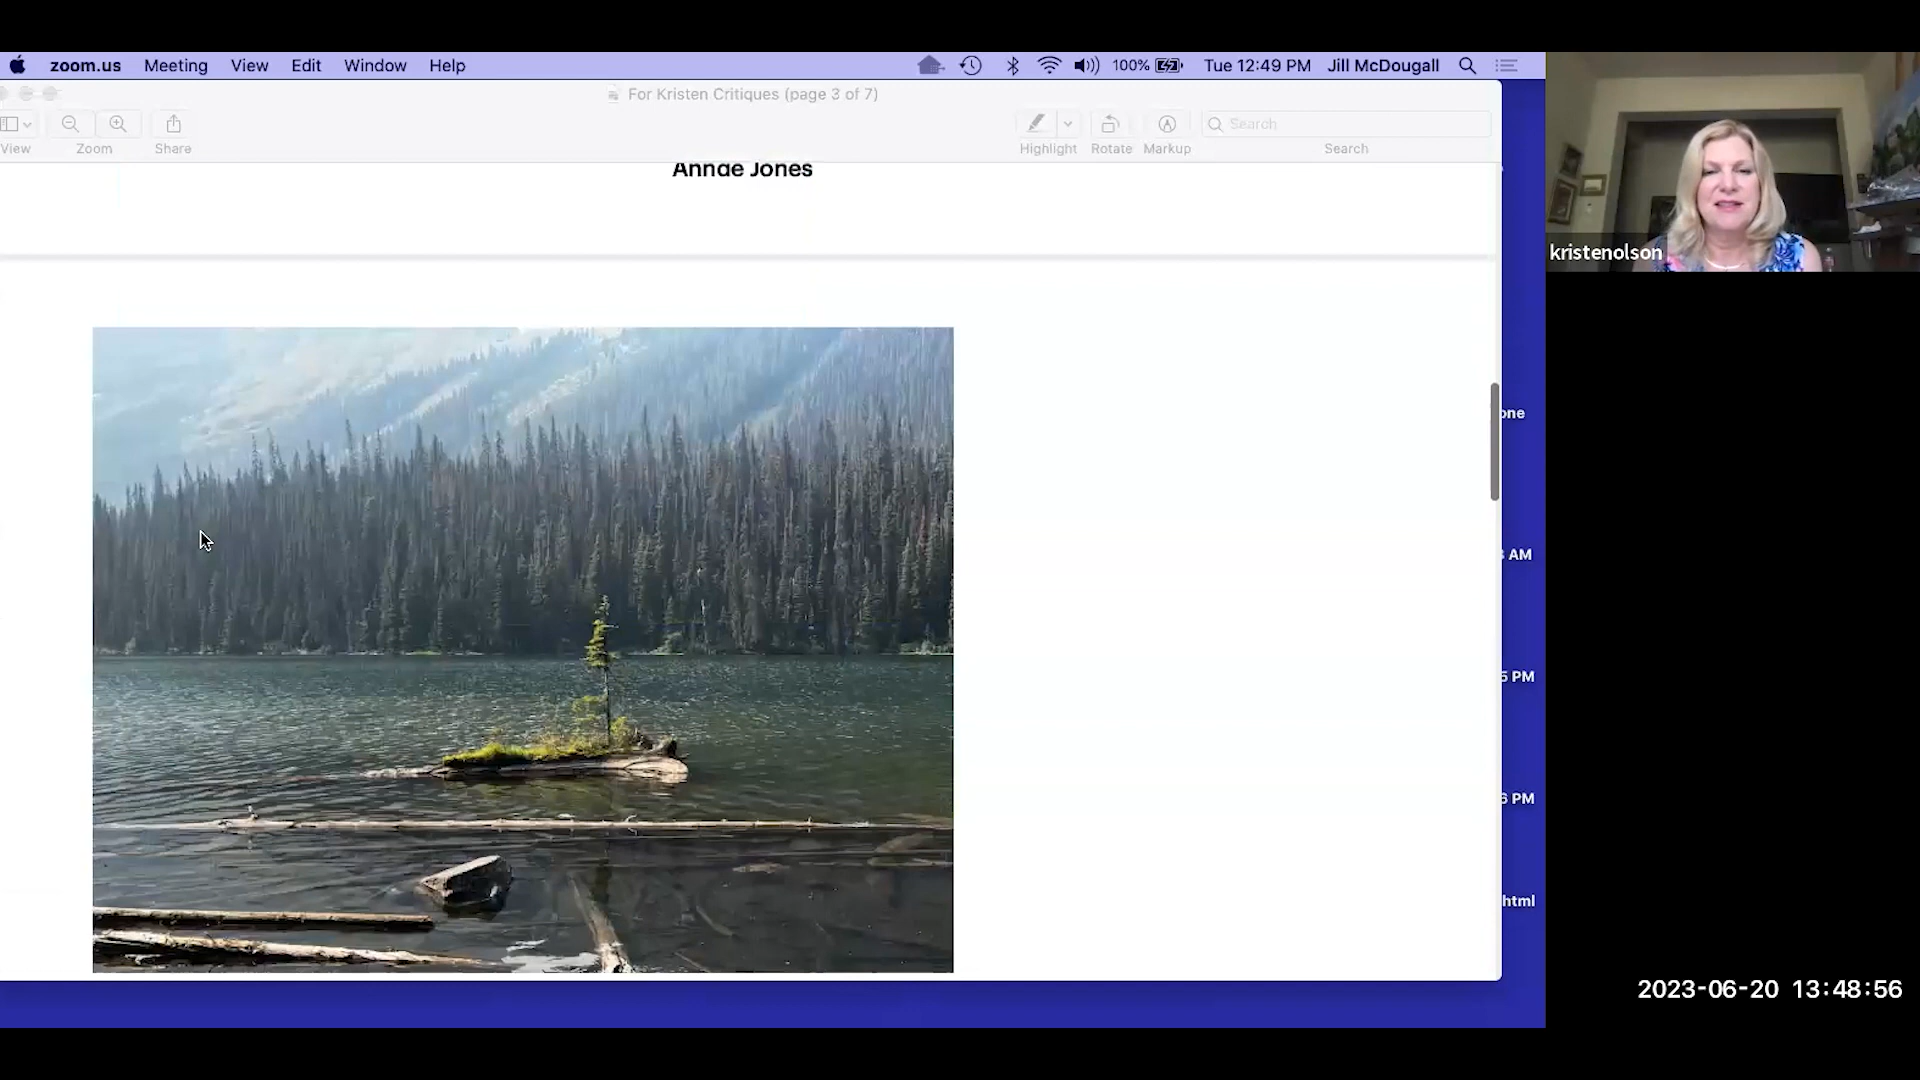 zoom.us Meeting View Edit Window Help 100% Tue 12:49 PM Jill McDougall
For Kristen Critiques (page 3 of 7)
Search
View Zoom Share Highlight Rotate Markup Search
Annde Jones
kristenolson
one
AM
5 PM
6 PM
html
2023-06-20 13:48:56